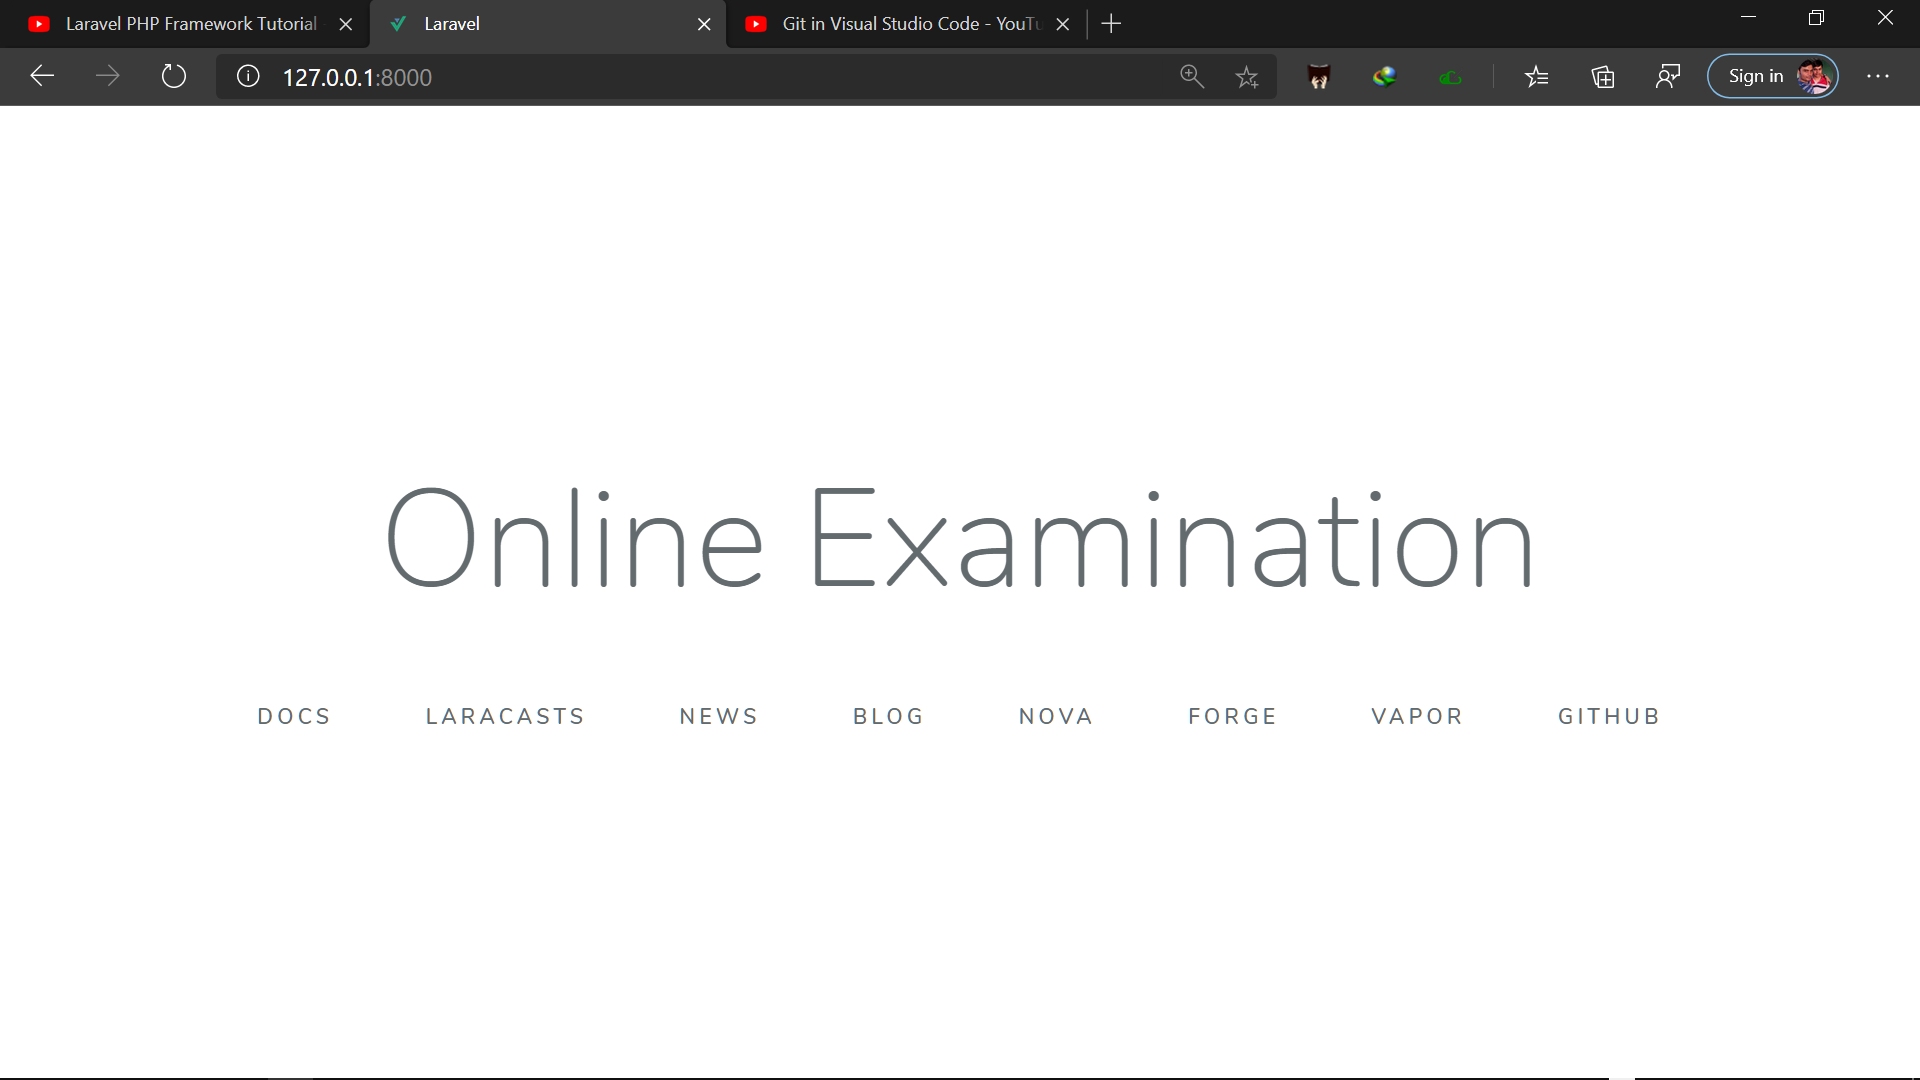 Laravel PHP Framework Tutorial
Laravel
Git in Visual Studio Code - YouTu
127.0.0.1:8000
Sign in
Online Examination
DOCS LARACASTS NEWS BLOG NOVA FORGE VAPOR GITHUB